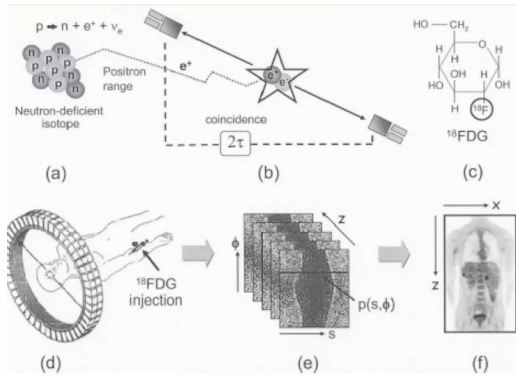 p → n + e⁺ + νₑ
n
n
p
n
p
p
n
p
n
Positron
range
Neutron-deficient
isotope
(a)
e⁺
e⁺
e⁻
coincidence
2τ
(b)
HO — CH₂
O
H
H
OH
H
OH
OH
H
H
¹⁸F
¹⁸FDG
(c)
¹⁸FDG
injection
(d)
z
ϕ
p(s,ϕ)
s
(e)
x
z
(f)